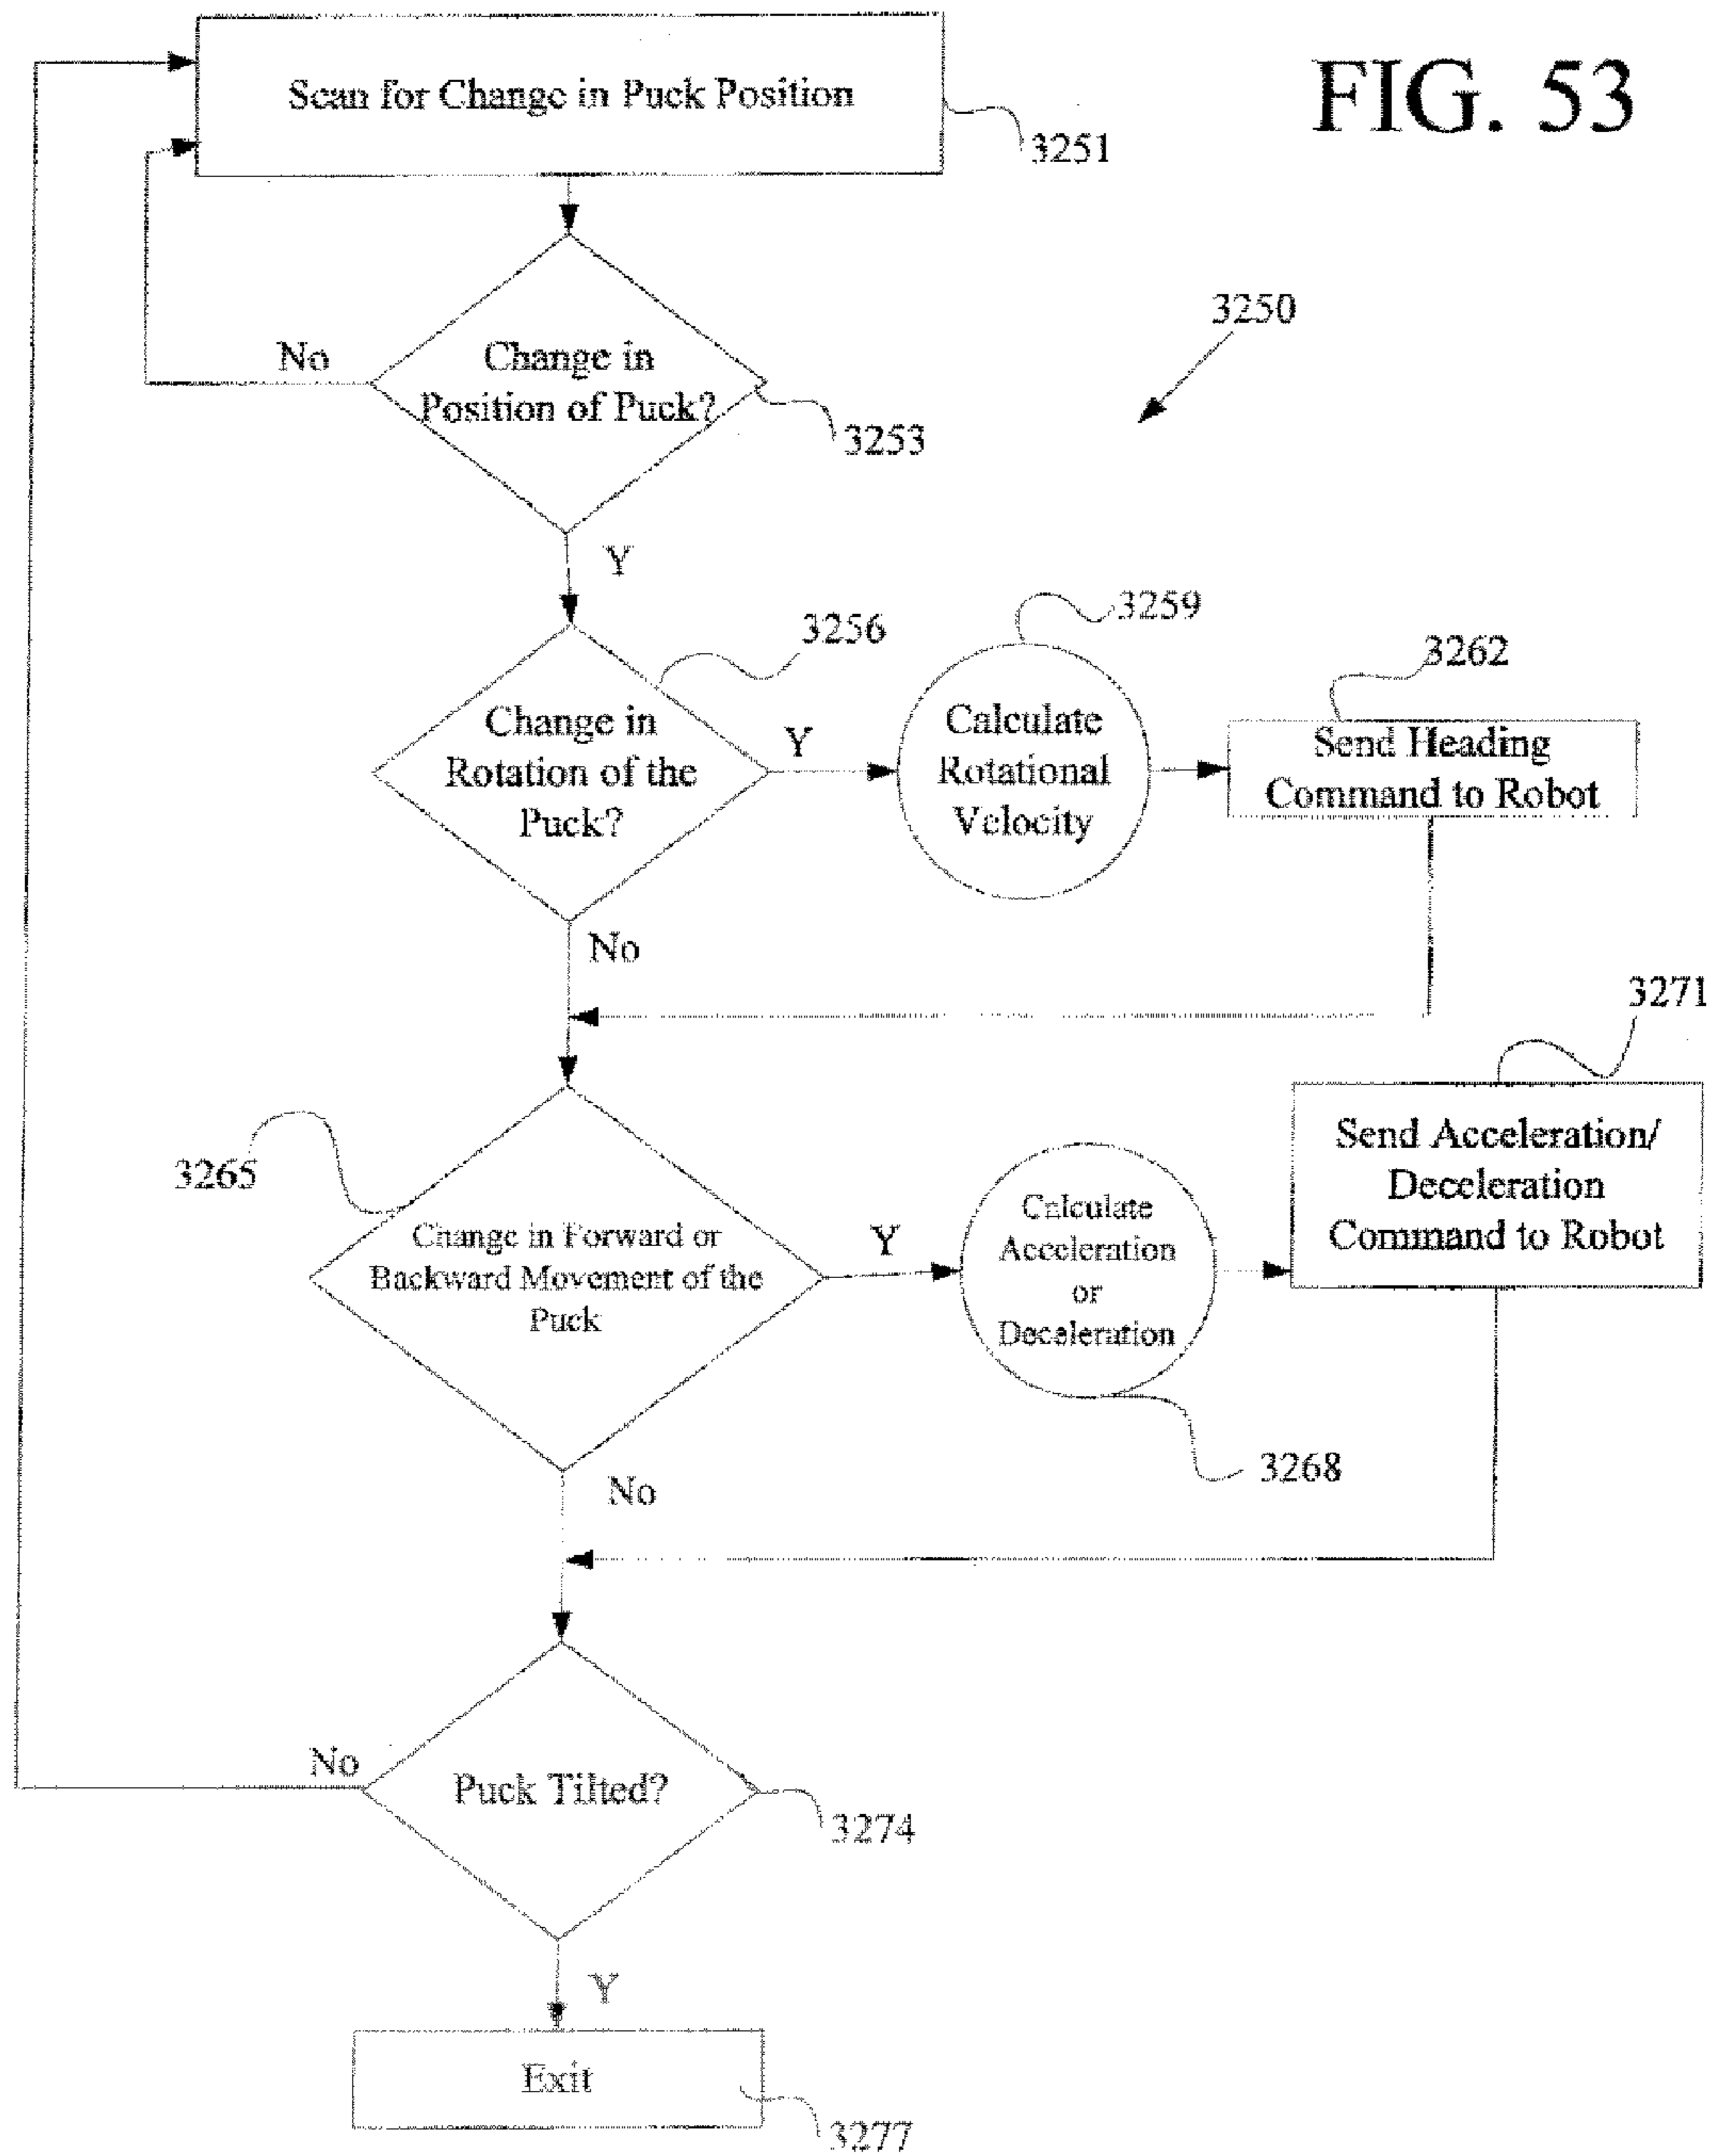 FIG. 53
Scan for Change in Puck Position
3251
3250
No
Change in
Position of Puck?
3253
Y
3256
3259
3262
Change in
Rotation of the
Puck?
Y
Calculate
Rotational
Velocity
Send Heading
Command to Robot
No
3271
3265
Change in Forward or
Backward Movement of the
Puck
Y
Calculate
Acceleration
or
Deceleration
Send Acceleration/
Deceleration
Command to Robot
3268
No
No
Puck Tilted?
3274
Y
Exit
3277